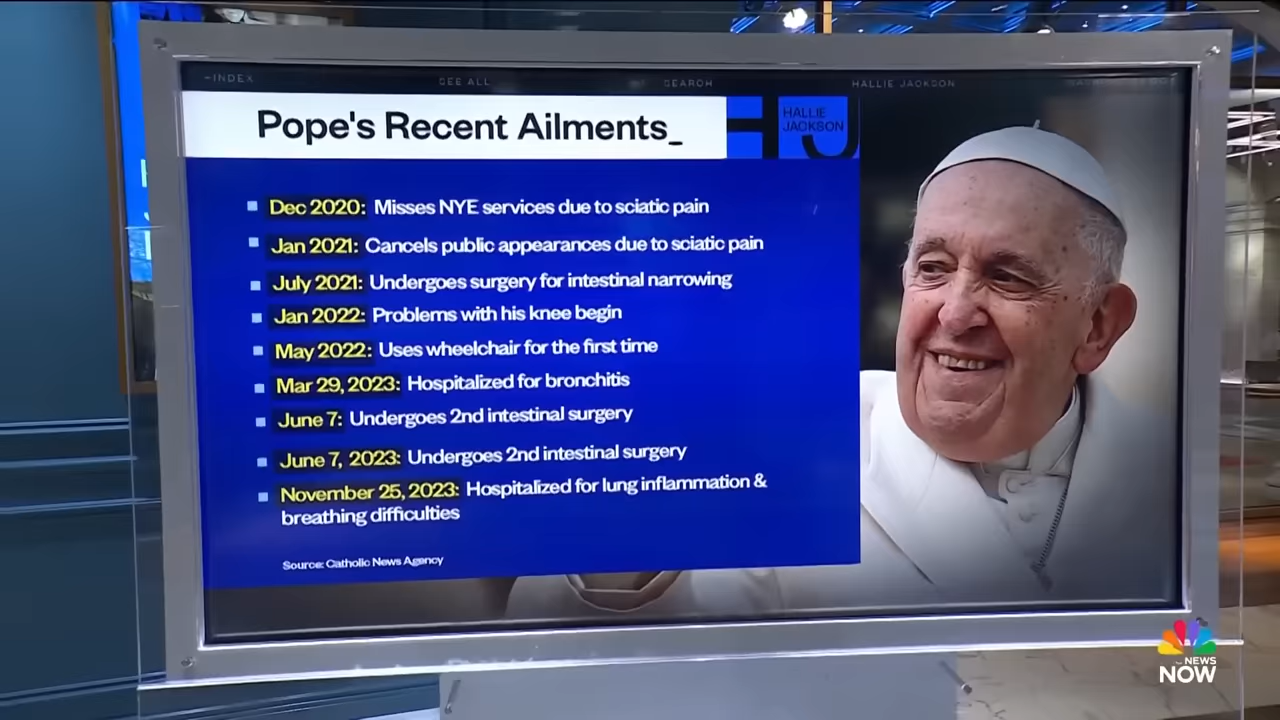 INDEX
SEE ALL
SEARCH
HALLIE JACKSON
Pope's Recent Ailments_
HALLIE
JACKSON
Dec 2020: Misses NYE services due to sciatic pain
Jan 2021: Cancels public appearances due to sciatic pain
July 2021: Undergoes surgery for intestinal narrowing
Jan 2022: Problems with his knee begin
May 2022: Uses wheelchair for the first time
Mar 29, 2023: Hospitalized for bronchitis
June 7: Undergoes 2nd intestinal surgery
June 7, 2023: Undergoes 2nd intestinal surgery
November 25, 2023: Hospitalized for lung inflammation &
breathing difficulties
Source: Catholic News Agency
NEWS
NOW